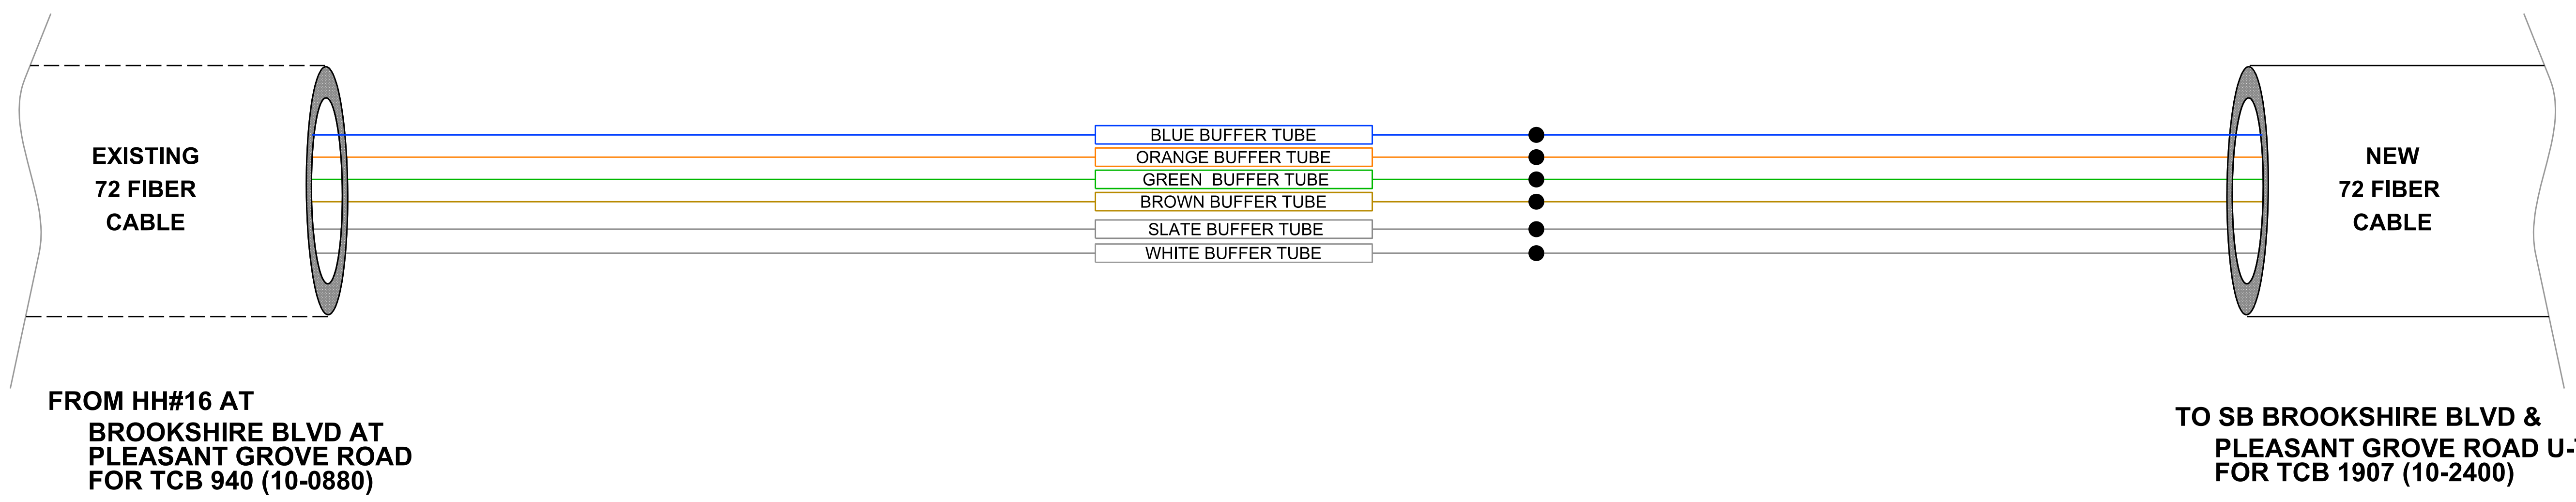 EXISTING
72 FIBER
CABLE
BLUE BUFFER TUBE
ORANGE BUFFER TUBE
GREEN BUFFER TUBE
BROWN BUFFER TUBE
SLATE BUFFER TUBE
WHITE BUFFER TUBE
NEW
72 FIBER
CABLE
FROM HH#16 AT
BROOKSHIRE BLVD AT
PLEASANT GROVE ROAD
FOR TCB 940 (10-0880)
TO SB BROOKSHIRE BLVD &
PLEASANT GROVE ROAD
FOR TCB 1907 (10-2400)